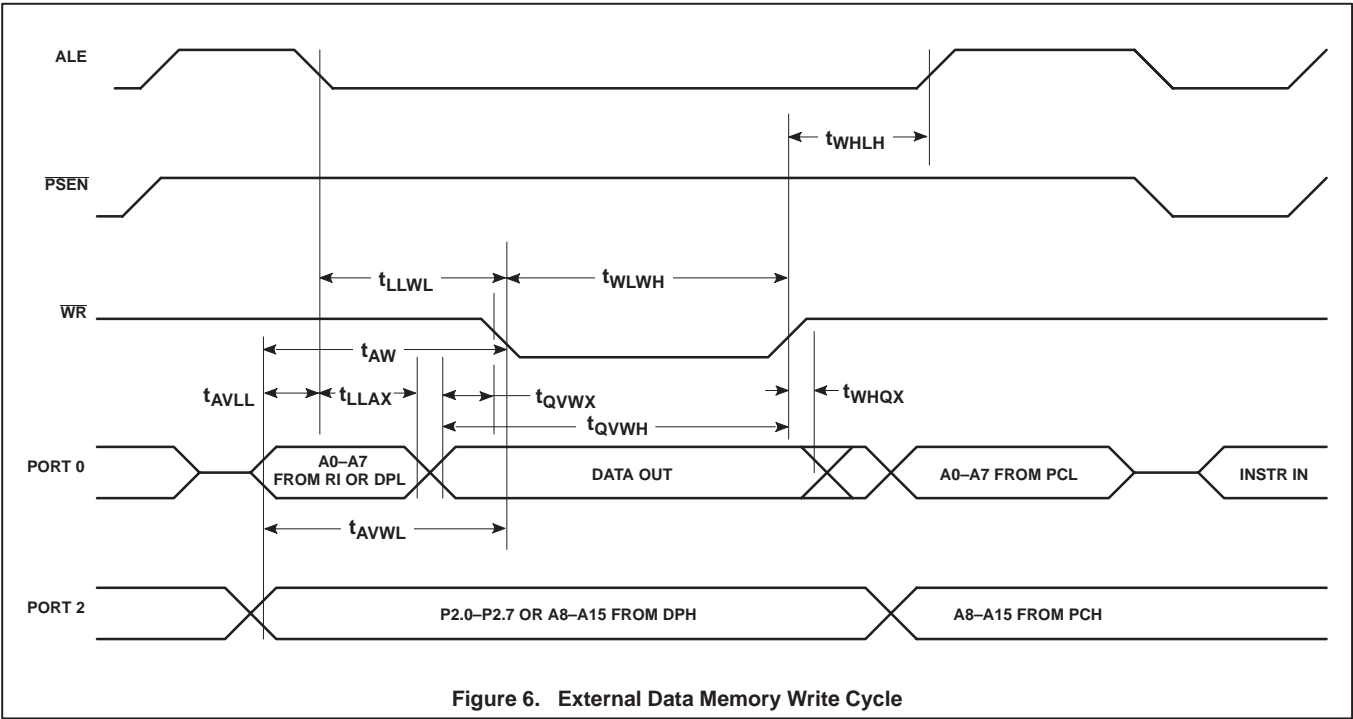 ALE
tWHLH
PSEN
tLLWL
tWLWH
WR
tAW
tAVLL
tLLAX
tQVWX
tWHQX
tQVWH
PORT 0
A0–A7
FROM RI OR DPL
DATA OUT
A0–A7 FROM PCL
INSTR IN
tAVWL
PORT 2
P2.0–P2.7 OR A8–A15 FROM DPH
A8–A15 FROM PCH
Figure 6. External Data Memory Write Cycle